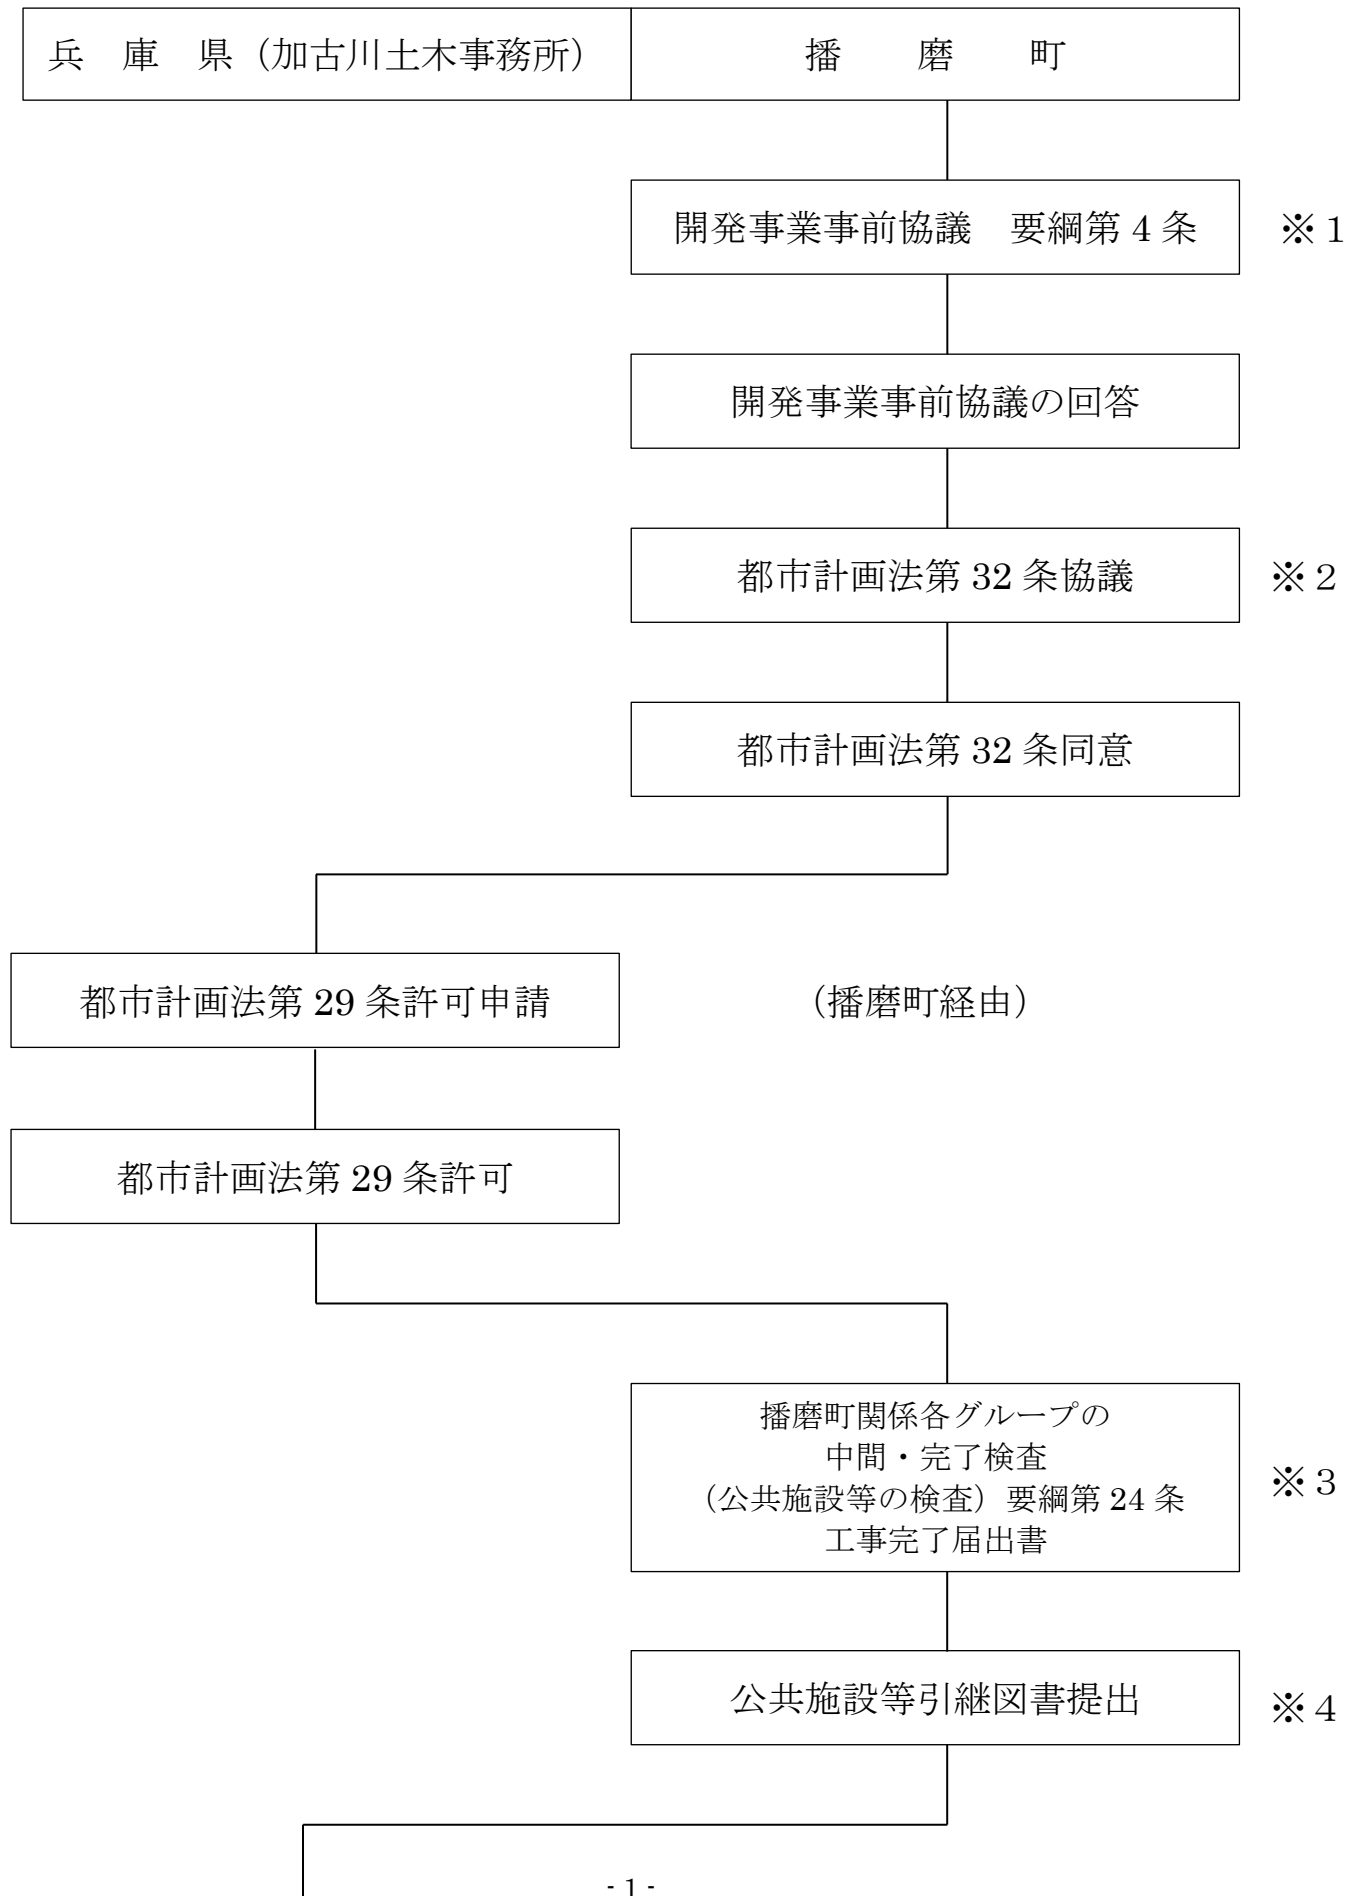 兵　庫　県（加古川土木事務所）
播　　磨　　町
開発事業事前協議　要綱第 4 条
※１
開発事業事前協議の回答
都市計画法第 32 条協議
※２
都市計画法第 32 条同意
都市計画法第 29 条許可申請
（播磨町経由）
都市計画法第 29 条許可
播磨町関係各グループの
中間・完了検査
（公共施設等の検査）要綱第 24 条
工事完了届出書
※３
公共施設等引継図書提出
※４
- 1 -